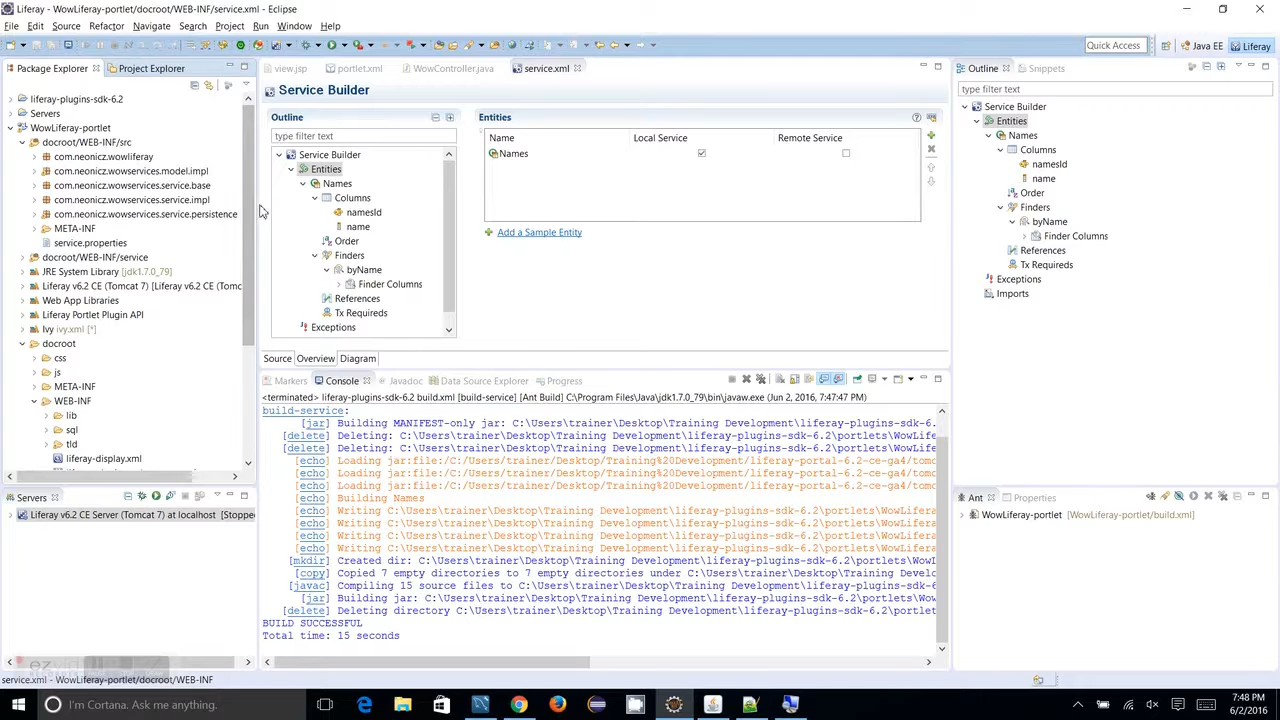 Liferay - WowLiferay-portlet/docroot/WEB-INF/service.xml - Eclipse
File Edit Source Refactor Navigate Search Project Run Window Help
Quick Access
Java EE
Liferay
Package Explorer
Project Explorer
liferay-plugins-sdk-6.2
Servers
WowLiferay-portlet
docroot/WEB-INF/src
com.neonicz.wowliferay
com.neonicz.wowservices.model.impl
com.neonicz.wowservices.service.base
com.neonicz.wowservices.service.impl
com.neonicz.wowservices.service.persistence
META-INF
service.properties
docroot/WEB-INF/service
JRE System Library [jdk1.7.0_79]
Liferay v6.2 CE (Tomcat 7) [Liferay v6.2 CE (Tomc
Web App Libraries
Liferay Portlet Plugin API
Ivy ivy.xml [*]
docroot
css
js
META-INF
WEB-INF
lib
sql
tld
liferay-display.xml
Servers
Liferay v6.2 CE Server (Tomcat 7) at localhost [Stopped
view.jsp
portlet.xml
WowController.java
service.xml
Service Builder
Outline
type filter text
Service Builder
Entities
Names
Columns
namesId
name
Order
Finders
byName
Finder Columns
References
Tx Requireds
Exceptions
Entities
Name Local Service Remote Service
Names
Add a Sample Entity
Source Overview Diagram
Markers Console Javadoc Data Source Explorer Progress
<terminated> liferay-plugins-sdk-6.2 build.xml [build-service] [Ant Build] C:\Program Files\Java\jdk1.7.0_79\bin\javaw.exe (Jun 2, 2016, 7:47:47 PM)
build-service:
[jar] Building MANIFEST-only jar: C:\Users\trainer\Desktop\Training Development\liferay-plugins-sdk-6.
[delete] Deleting: C:\Users\trainer\Desktop\Training Development\liferay-plugins-sdk-6.2\portlets\WowLi
[delete] Deleting: C:\Users\trainer\Desktop\Training Development\liferay-plugins-sdk-6.2\portlets\WowLi
[echo] Loading jar:file:/C:/Users/trainer/Desktop/Training%20Development/liferay-portal-6.2-ce-ga4/tomc
[echo] Loading jar:file:/C:/Users/trainer/Desktop/Training%20Development/liferay-portal-6.2-ce-ga4/tomc
[echo] Loading jar:file:/C:/Users/trainer/Desktop/Training%20Development/liferay-portal-6.2-ce-ga4/tomc
[echo] Building Names
[echo] Writing C:\Users\trainer\Desktop\Training Development\liferay-plugins-sdk-6.2\portlets\WowLifera
[echo] Writing C:\Users\trainer\Desktop\Training Development\liferay-plugins-sdk-6.2\portlets\WowLifera
[echo] Writing C:\Users\trainer\Desktop\Training Development\liferay-plugins-sdk-6.2\portlets\WowLifera
[echo] Writing C:\Users\trainer\Desktop\Training Development\liferay-plugins-sdk-6.2\portlets\WowLifera
[mkdir] Created dir: C:\Users\trainer\Desktop\Training Development\liferay-plugins-sdk-6.2\portlets\Wow
[copy] Copied 7 empty directories to 7 empty directories under C:\Users\trainer\Desktop\Training Develo
[javac] Compiling 15 source files to C:\Users\trainer\Desktop\Training Development\liferay-plugins-sdk-
[jar] Building jar: C:\Users\trainer\Desktop\Training Development\liferay-plugins-sdk-6.2\portlets\WowL
[delete] Deleting directory C:\Users\trainer\Desktop\Training Development\liferay-plugins-sdk-6.2\portlet
BUILD SUCCESSFUL
Total time: 15 seconds
Outline
Snippets
type filter text
Service Builder
Entities
Names
Columns
namesId
name
Order
Finders
byName
Finder Columns
References
Tx Requireds
Exceptions
Imports
Ant
Properties
WowLiferay-portlet [WowLiferay-portlet/build.xml]
service.xml - WowLiferay-portlet/docroot/WEB-INF
I'm Cortana. Ask me anything.
7:48 PM
6/2/2016